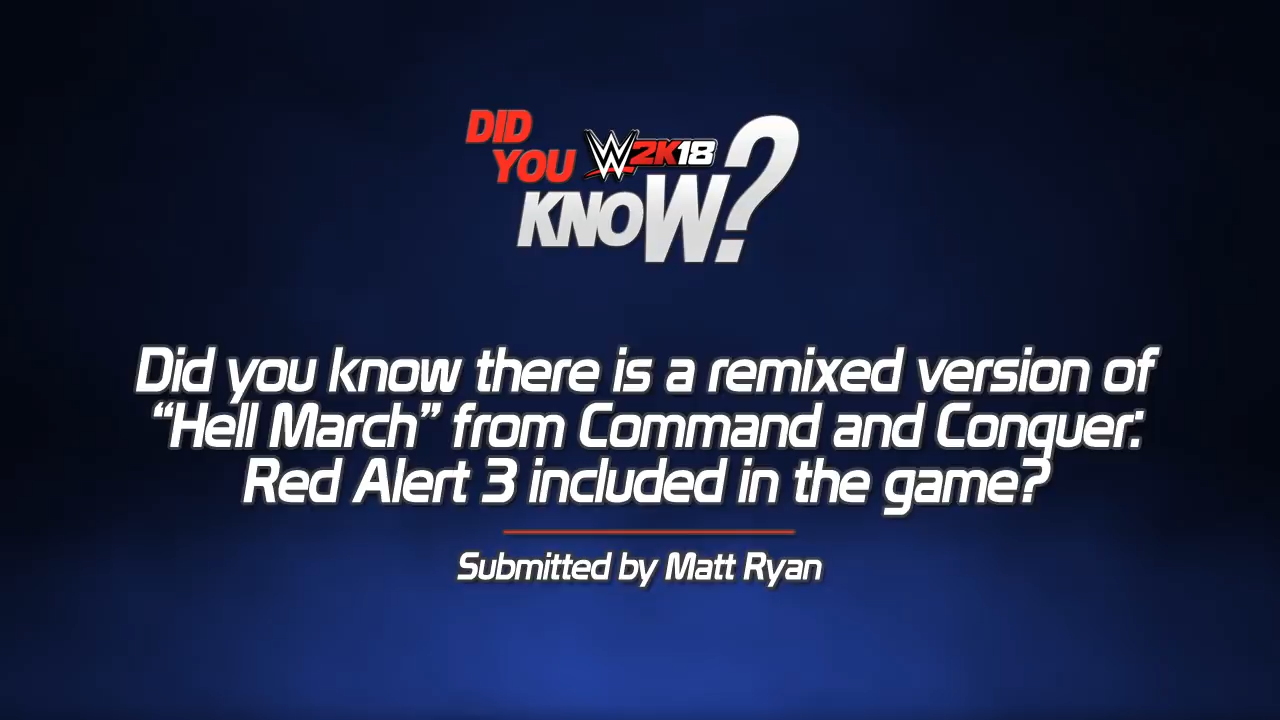 DID
YOU W 2K18
KNOW?
Did you know there is a remixed version of
“Hell March” from Command and Conquer:
Red Alert 3 included in the game?
Submitted by Matt Ryan